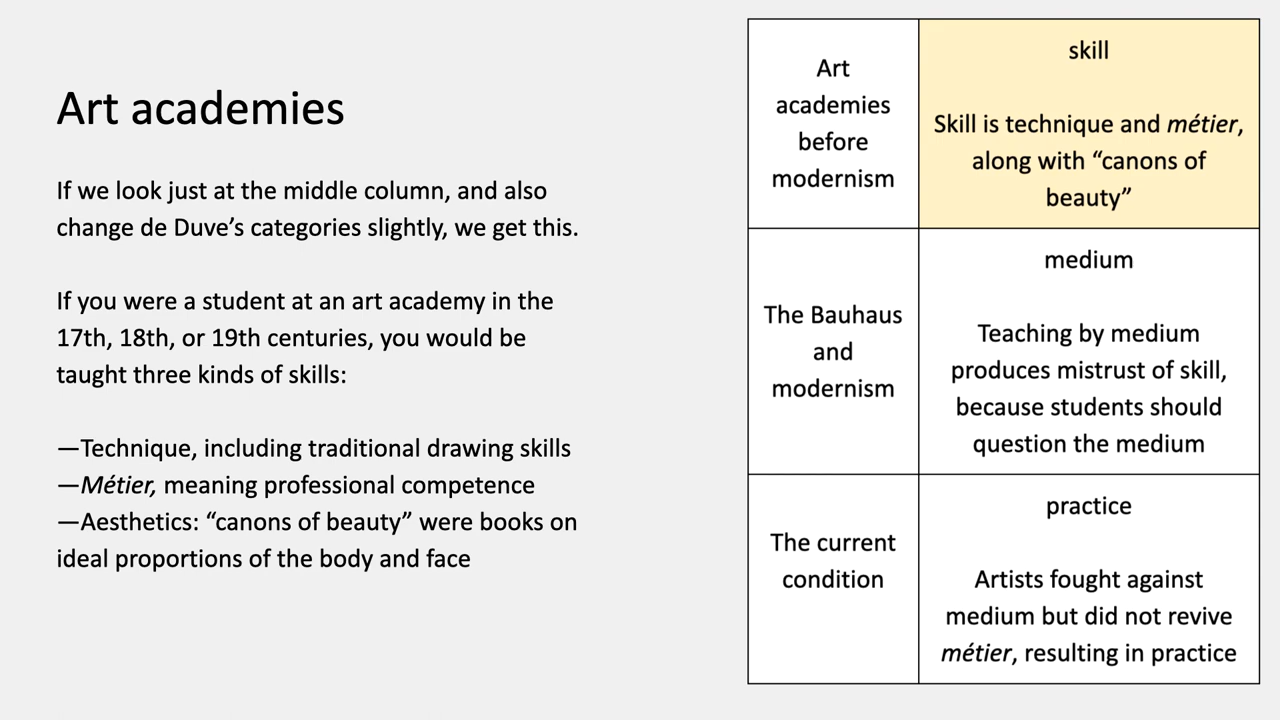 Art academies
If we look just at the middle column, and also
change de Duve’s categories slightly, we get this.
If you were a student at an art academy in the
17th, 18th, or 19th centuries, you would be
taught three kinds of skills:
—Technique, including traditional drawing skills
—Métier, meaning professional competence
—Aesthetics: “canons of beauty” were books on
ideal proportions of the body and face
Art
academies
before
modernism
skill
Skill is technique and métier,
along with “canons of
beauty”
The Bauhaus
and
modernism
medium
Teaching by medium
produces mistrust of skill,
because students should
question the medium
The current
condition
practice
Artists fought against
medium but did not revive
métier, resulting in practice